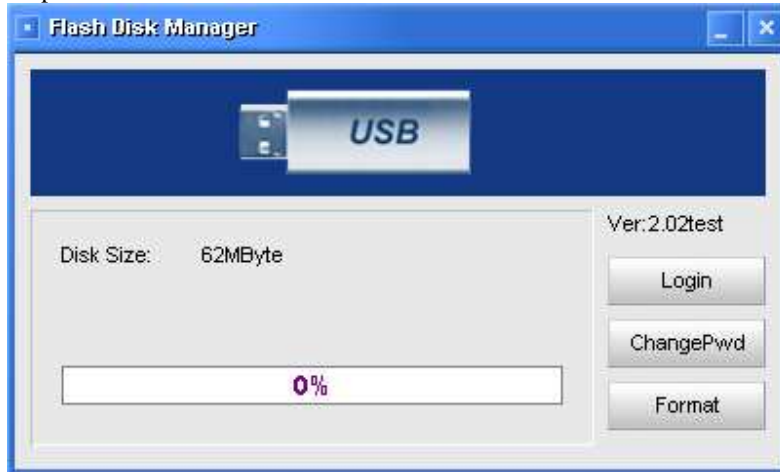 Flash Disk Manager
USB
Ver:2.02test
Disk Size: 62MByte
Login
ChangePwd
0%
Format